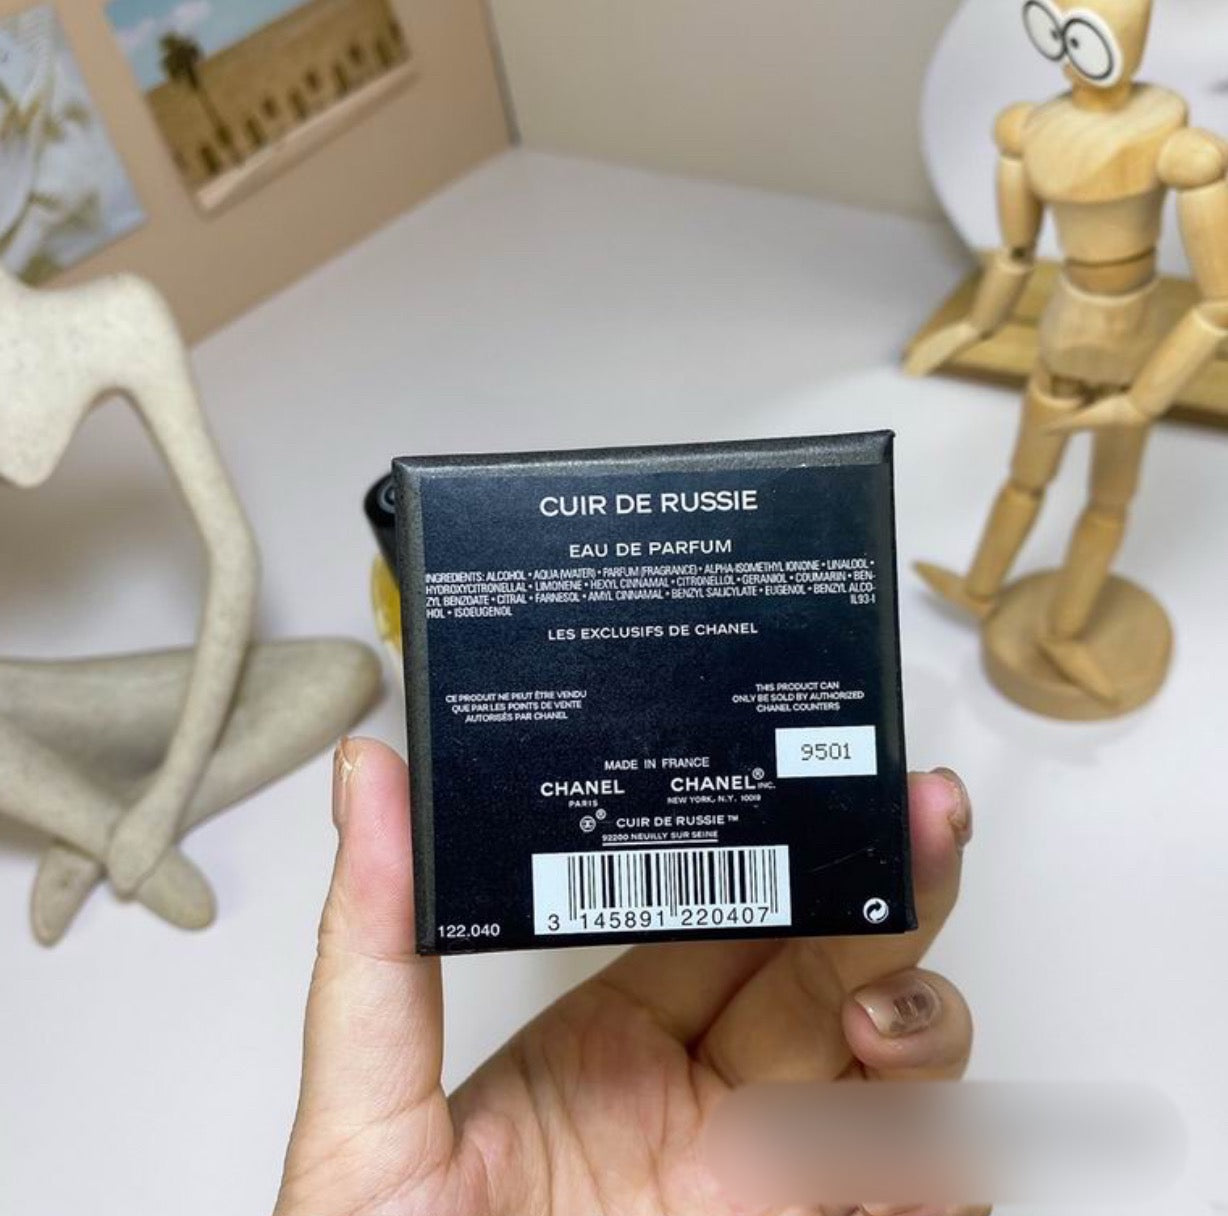 CUIR DE RUSSIE
EAU DE PARFUM
INGREDIENTS: ALCOHOL • AQUA (WATER) • PARFUM (FRAGRANCE) • ALPHA-ISOMETHYL IONONE • LINALOOL •
HYDROXYCITRONELLAL • LIMONENE • HEXYL CINNAMAL • CITRONELLOL • GERANIOL • COUMARIN • BEN-
ZYL BENZOATE • CITRAL • FARNESOL • AMYL CINNAMAL • BENZYL SALICYLATE • EUGENOL • BENZYL ALCO-
HOL • ISOEUGENOL
IL93-1
LES EXCLUSIFS DE CHANEL
CE PRODUIT NE PEUT ÊTRE VENDU
QUE PAR LES POINTS DE VENTE
AUTORISÉS PAR CHANEL
THIS PRODUCT CAN
ONLY BE SOLD BY AUTHORIZED
CHANEL COUNTERS
9501
MADE IN FRANCE
CHANEL
PARIS
CHANEL® INC.
NEW YORK, N.Y. 10019
® CUIR DE RUSSIE™
92200 NEUILLY SUR SEINE
3 145891 220407
122.040